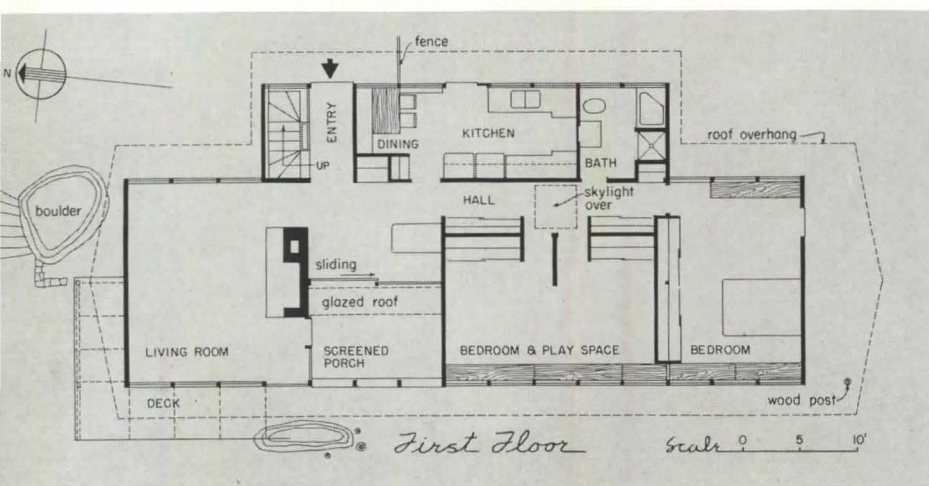 N
fence
ENTRY
DINING
KITCHEN
UP
BATH
roof overhang
boulder
HALL
skylight
over
sliding
glazed roof
LIVING ROOM
SCREENED
PORCH
BEDROOM & PLAY SPACE
BEDROOM
DECK
wood post
First Floor
Scale 0 5 10'